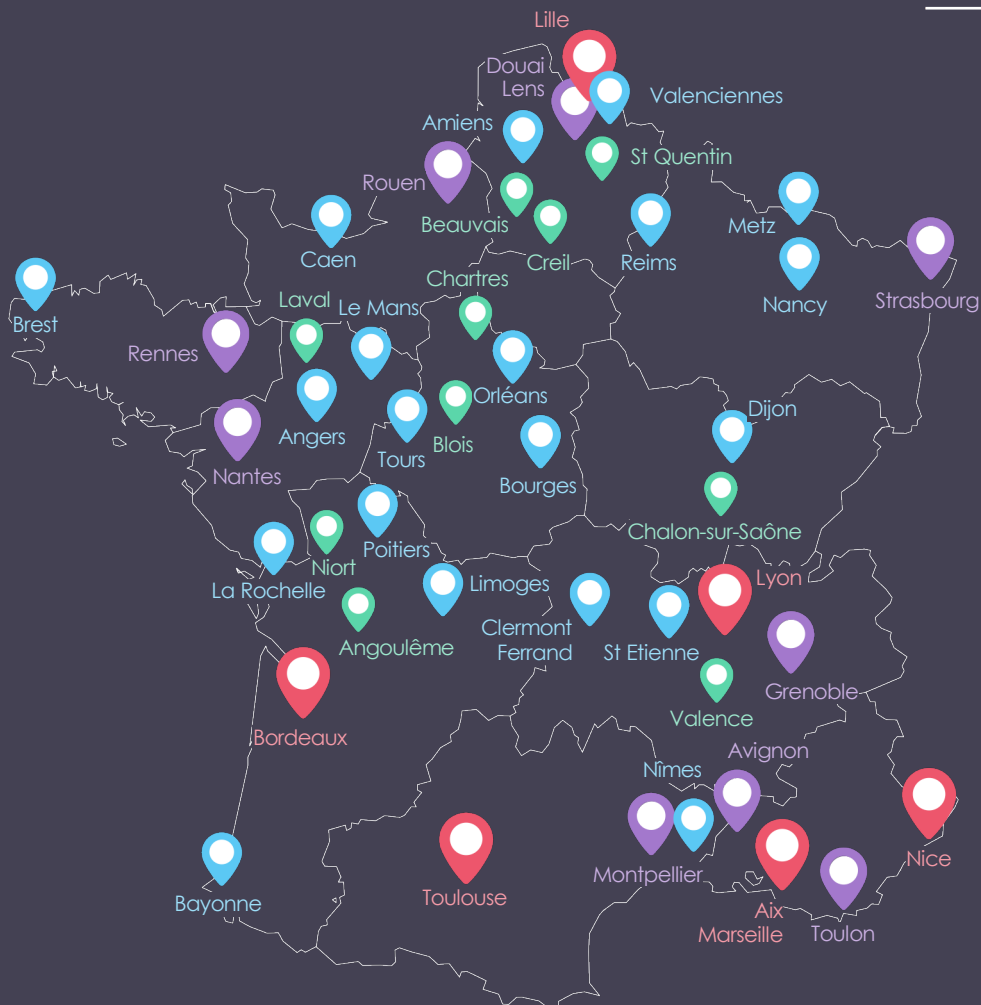 Lille
Douai
Lens
Valenciennes
Amiens
St Quentin
Rouen
Beauvais
Metz
Caen
Creil
Reims
Chartres
Nancy
Strasbourg
Laval
Le Mans
Brest
Rennes
Orléans
Dijon
Angers
Blois
Tours
Nantes
Bourges
Chalon-sur-Saône
Poitiers
Niort
Lyon
La Rochelle
Limoges
Clermont
Ferrand
St Etienne
Angoulême
Grenoble
Valence
Bordeaux
Avignon
Nîmes
Nice
Montpellier
Toulouse
Bayonne
Aix
Marseille
Toulon